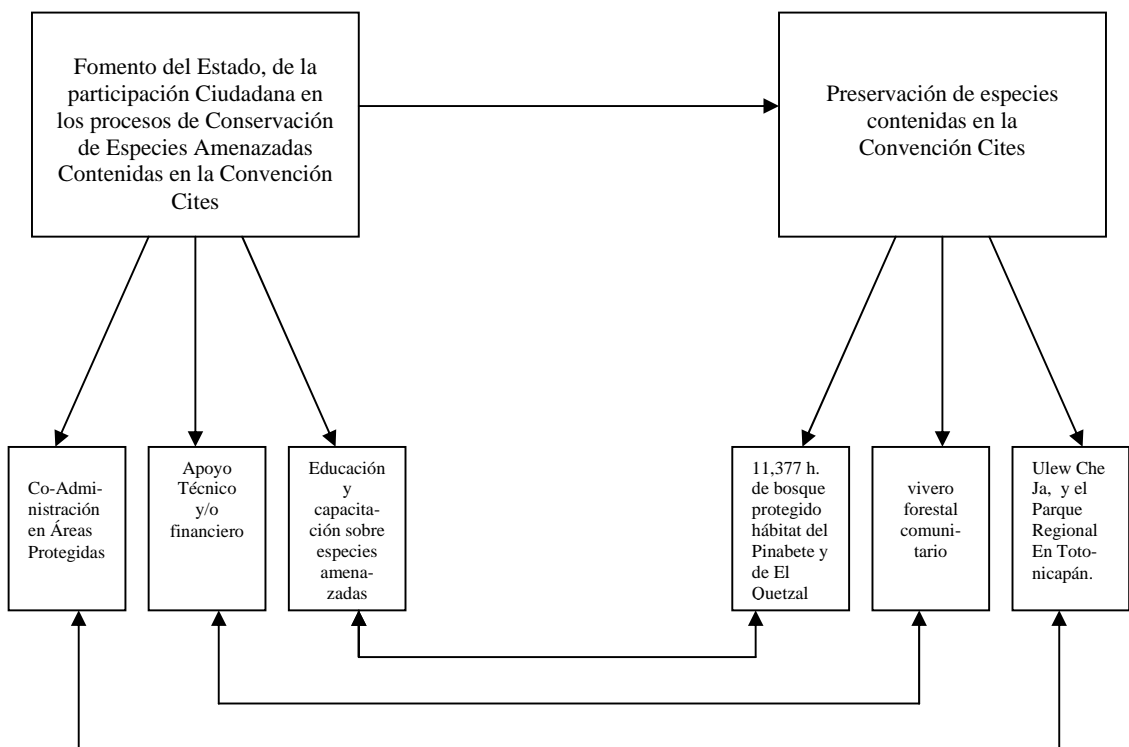 Fomento del Estado, de la
participación Ciudadana en
los procesos de Conservación
de Especies Amenazadas
Contenidas en la Convención
Cites
Preservación de especies
contenidas en la
Convención Cites
Co-Admi-
nistración
en Áreas
Protegidas
Apoyo
Técnico
y/o
financiero
Educación
y
capacita-
ción sobre
especies
amena-
zadas
11,377 h.
de bosque
protegido
hábitat del
Pinabete y
de El
Quetzal
vivero
forestal
comuni-
tario
Ulew Che
Ja, y el
Parque
Regional
En Toto-
nicapán.